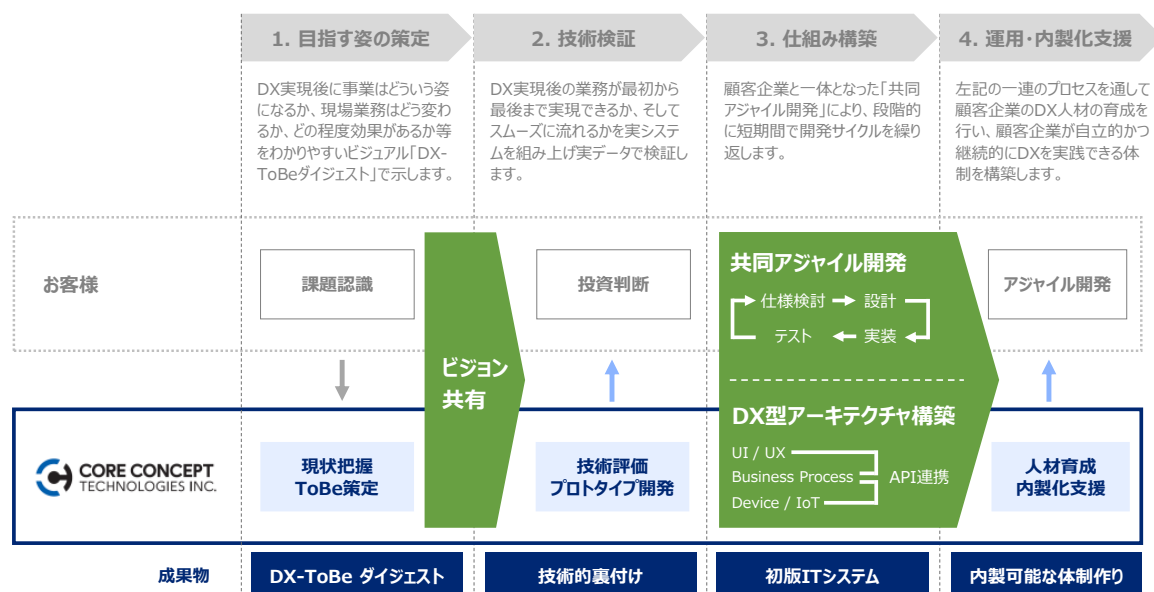 1. 目指す姿の策定
2. 技術検証
3. 仕組み構築
4. 運用・内製化支援
DX実現後に事業はどういう姿
になるか、現場業務はどう変わ
るか、どの程度効果があるか等
をわかりやすいビジュアル「DX-
ToBeダイジェスト」で示します。
DX実現後の業務が最初から
最後まで実現できるか、そして
スムーズに流れるかを実システ
ムを組み上げ実データで検証し
ます。
顧客企業と一体となった「共同
アジャイル開発」により、段階的
に短期間で開発サイクルを繰り
返します。
左記の一連のプロセスを通して
顧客企業のDX人材の育成を
行い、顧客企業が自立的かつ
継続的にDXを実践できる体
制を構築します。
お客様
課題認識
投資判断
共同アジャイル開発
仕様検討
設計
テスト
実装
アジャイル開発
ビジョン
共有
DX型アーキテクチャ構築
UI / UX
Business Process
API連携
Device / IoT
CORE CONCEPT
TECHNOLOGIES INC.
現状把握
ToBe策定
技術評価
プロトタイプ開発
人材育成
内製化支援
成果物
DX-ToBe ダイジェスト
技術的裏付け
初版ITシステム
内製可能な体制作り